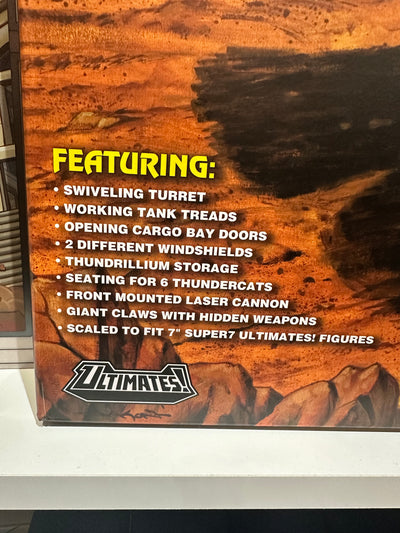 FEATURING:
• SWIVELING TURRET
• WORKING TANK TREADS
• OPENING CARGO BAY DOORS
• 2 DIFFERENT WINDSHIELDS
• THUNDRILLIUM STORAGE
• SEATING FOR 6 THUNDERCATS
• FRONT MOUNTED LASER CANNON
• GIANT CLAWS WITH HIDDEN WEAPONS
• SCALED TO FIT 7" SUPER7 ULTIMATES! FIGURES
ULTIMATES!